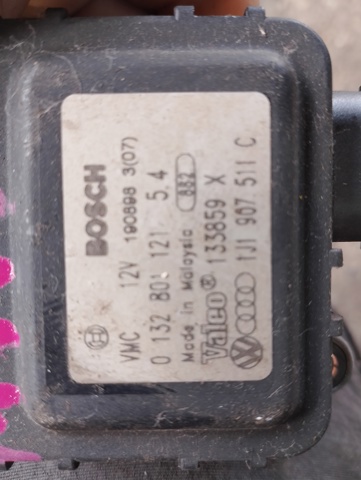 BOSCH
VMC 12V 190898 3(07)
0 132 801 121 5.4
Made in Malaysia 882
Valeo® 133859 X
1J1 907 511 C